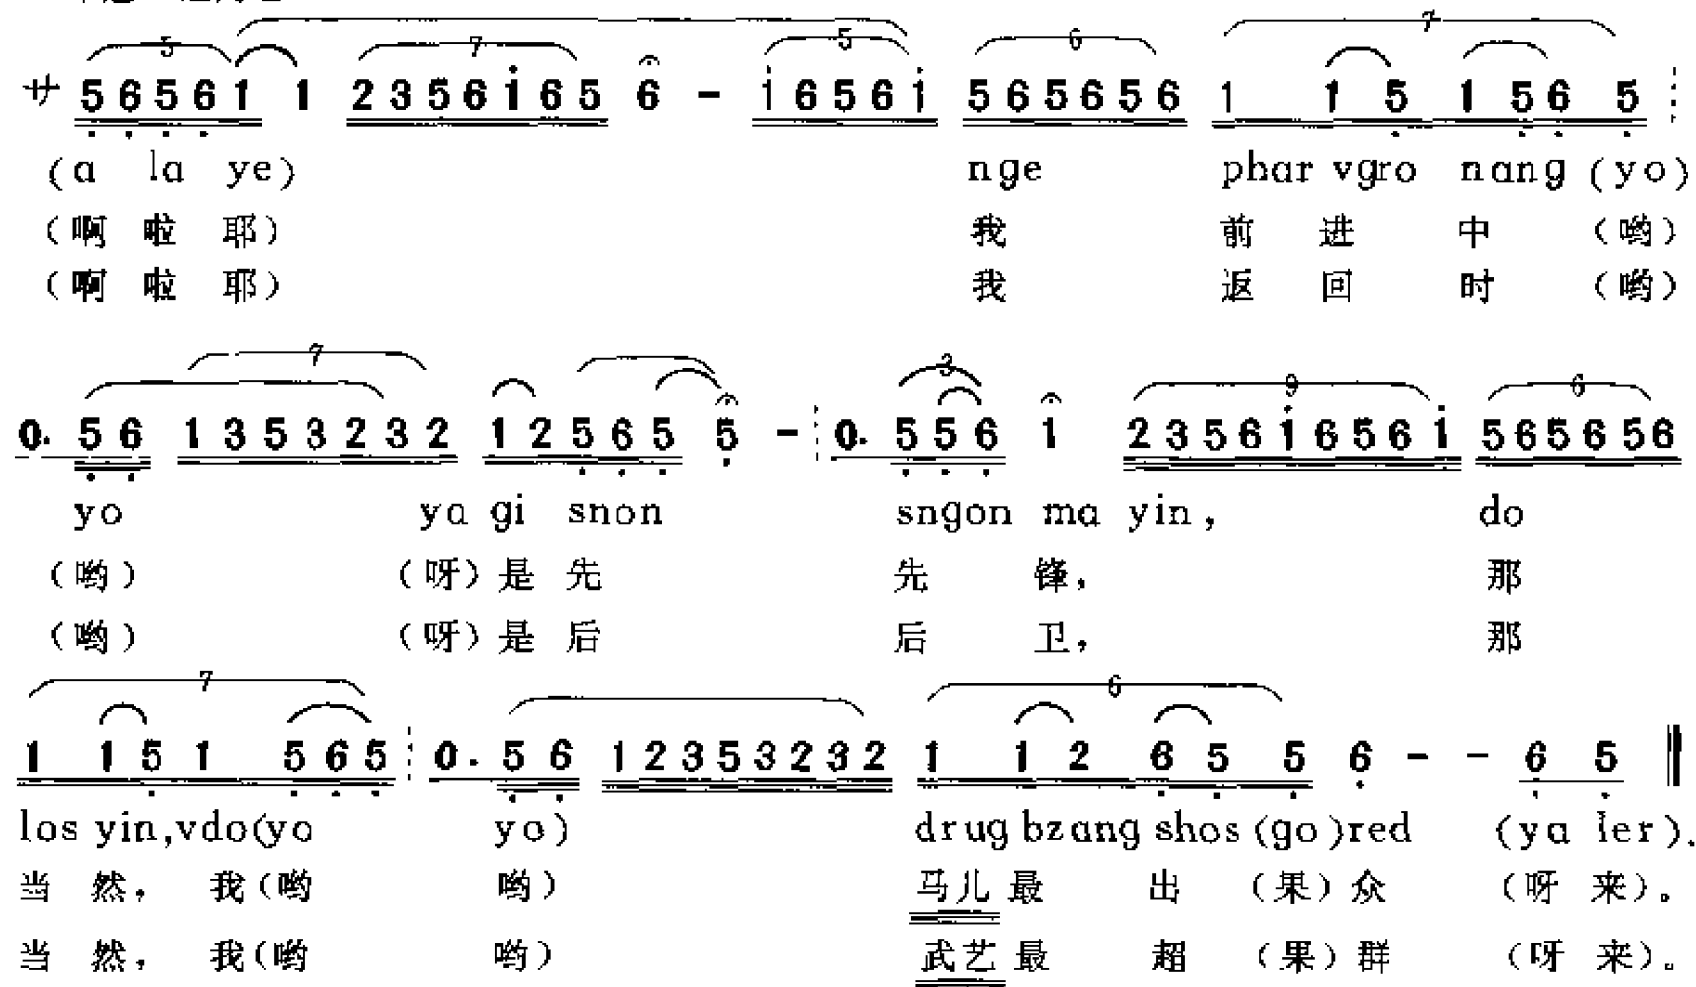 5 6 5 6 1 1 2 3 5 6 i 6 5 6 - i 6 5 6 i 5 6 5 6 5 6 1 1 5 1 5 6 5
(a la ye) nge phar vgro nang (yo)
(啊 啦 耶) 我 前 进 中 (哟)
(啊 啦 耶) 我 返 回 时 (哟)
0. 5 6 1 3 5 3 2 3 2 1 2 5 6 5 5 - 0. 5 5 6 1 2 3 5 6 i 6 5 6 i 5 6 5 6 5 6
yo ya gi snon sngon ma yin, do
(哟) (呀)是 先 先 锋, 那
(哟) (呀)是 后 后 卫, 那
1 1 5 1 5 6 5 0. 5 6 1 2 3 5 3 2 3 2 1 1 2 6 5 5 6 - - 6 5
los yin,vdo(yo yo) drug bzang shos (go)red (ya ler).
当 然, 我(哟 哟) 马儿 最 出 (果) 众 (呀 来)。
当 然, 我(哟 哟) 武艺 最 超 (果) 群 (呀 来)。